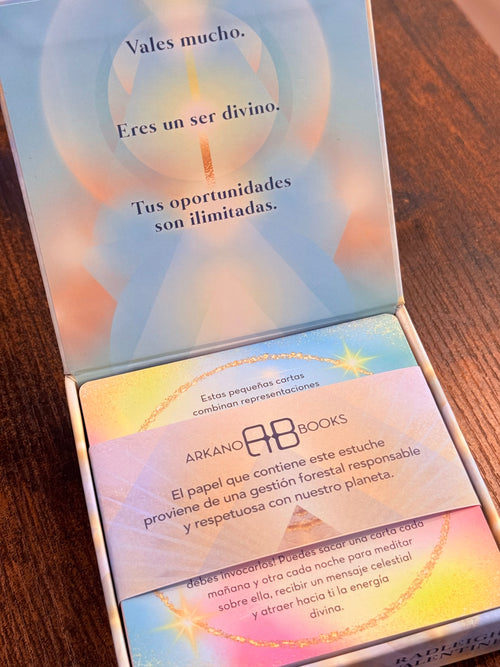 Vales mucho.
Eres un ser divino.
Tus oportunidades
son ilimitadas.
Estas pequeñas cartas
combinan representaciones
ARKANO AB BOOKS
El papel que contiene este estuche
proviene de una gestión forestal responsable
y respetuosa con nuestro planeta.
debes invocarlos! Puedes sacar una carta cada
mañana y otra cada noche para meditar
sobre ella, recibir un mensaje celestial
y atraer hacia ti la energía
divina.
RADLEIGH